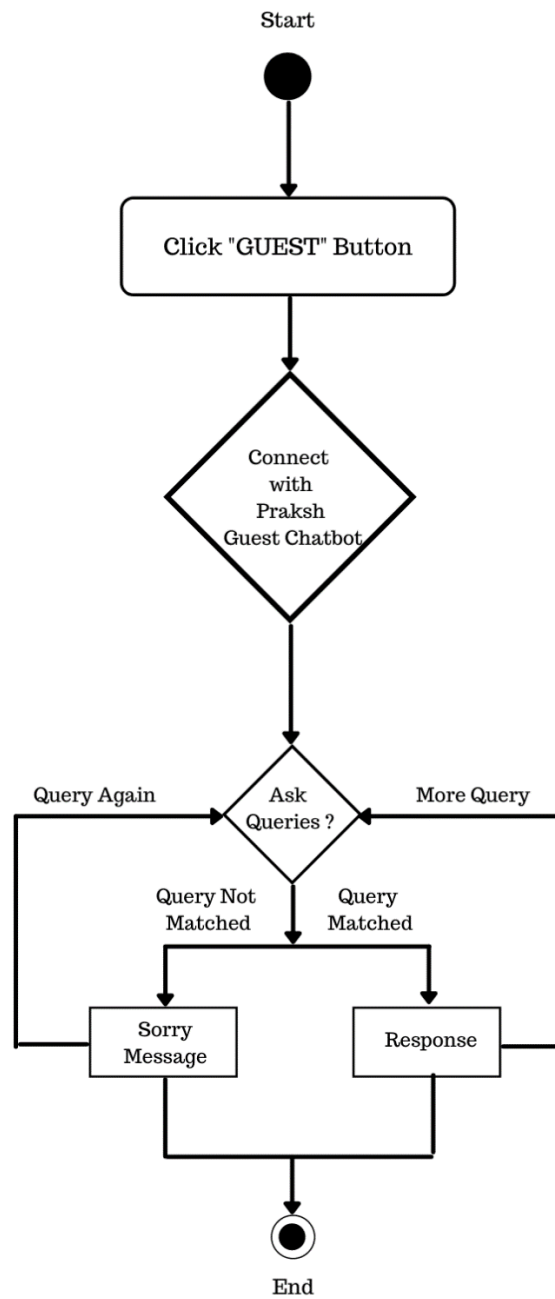 Start
Click "GUEST" Button
Connect
with
Praksh
Guest Chatbot
Query Again
Ask
Queries ?
More Query
Query Not
Matched
Query
Matched
Sorry
Message
Response
End